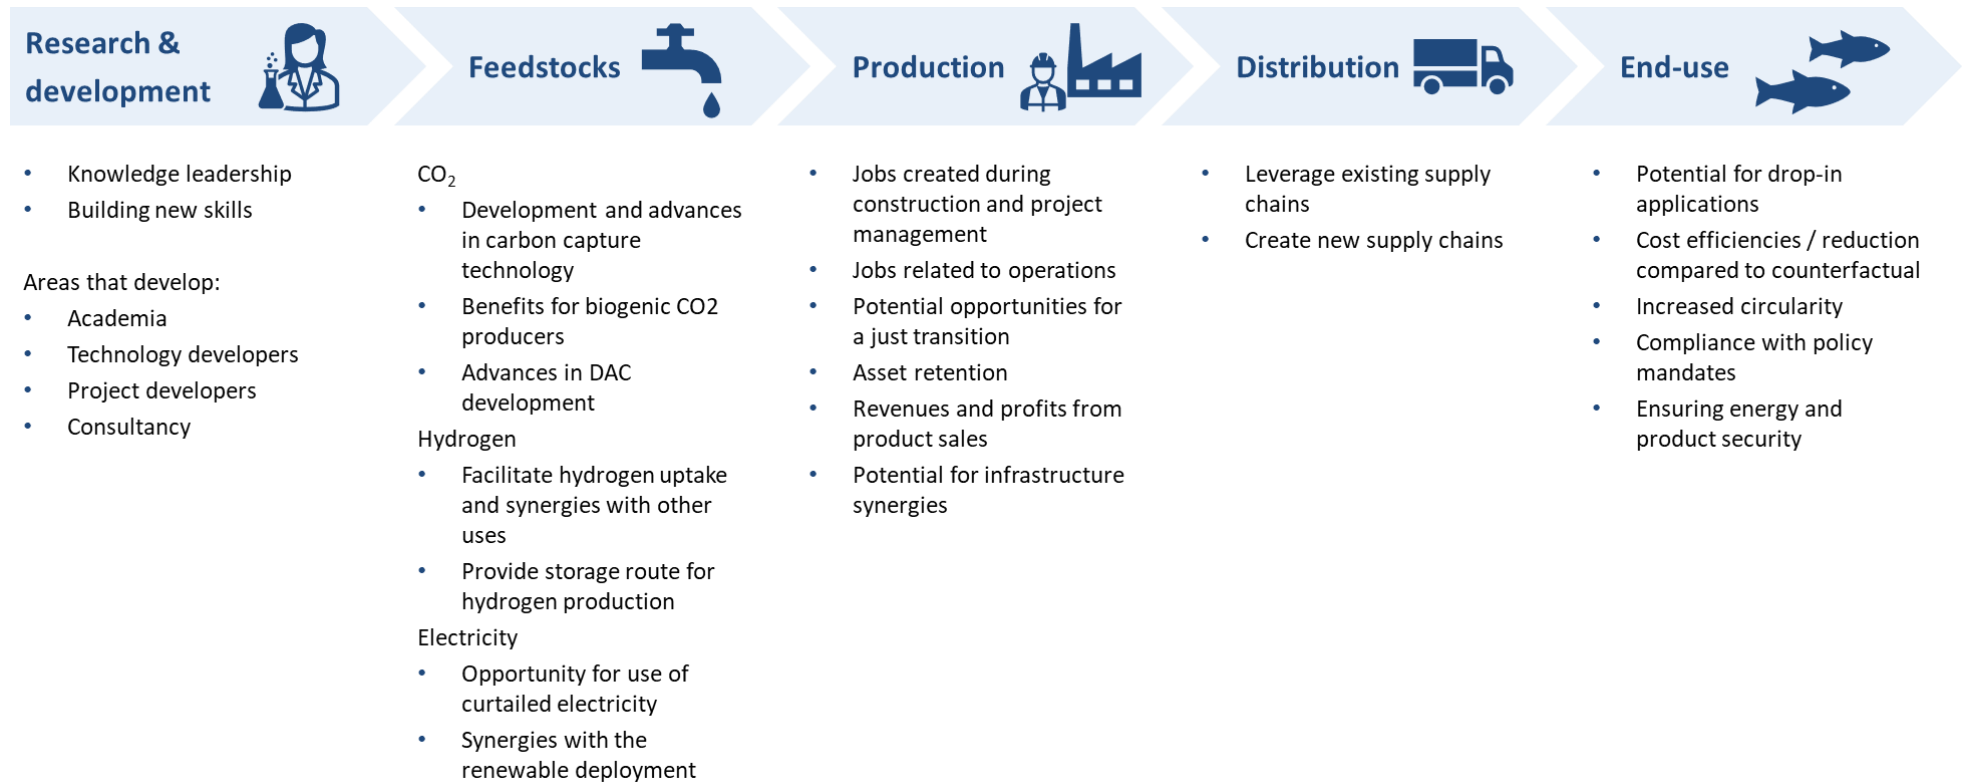 Research &
development
Feedstocks
Production
Distribution
End-use
• Knowledge leadership
• Building new skills
Areas that develop:
• Academia
• Technology developers
• Project developers
• Consultancy
CO₂
• Development and advances
in carbon capture
technology
• Benefits for biogenic CO2
producers
• Advances in DAC
development
Hydrogen
• Facilitate hydrogen uptake
and synergies with other
uses
• Provide storage route for
hydrogen production
Electricity
• Opportunity for use of
curtailed electricity
• Synergies with the
renewable deployment
• Jobs created during
construction and project
management
• Jobs related to operations
• Potential opportunities for
a just transition
• Asset retention
• Revenues and profits from
product sales
• Potential for infrastructure
synergies
• Leverage existing supply
chains
• Create new supply chains
• Potential for drop-in
applications
• Cost efficiencies / reduction
compared to counterfactual
• Increased circularity
• Compliance with policy
mandates
• Ensuring energy and
product security